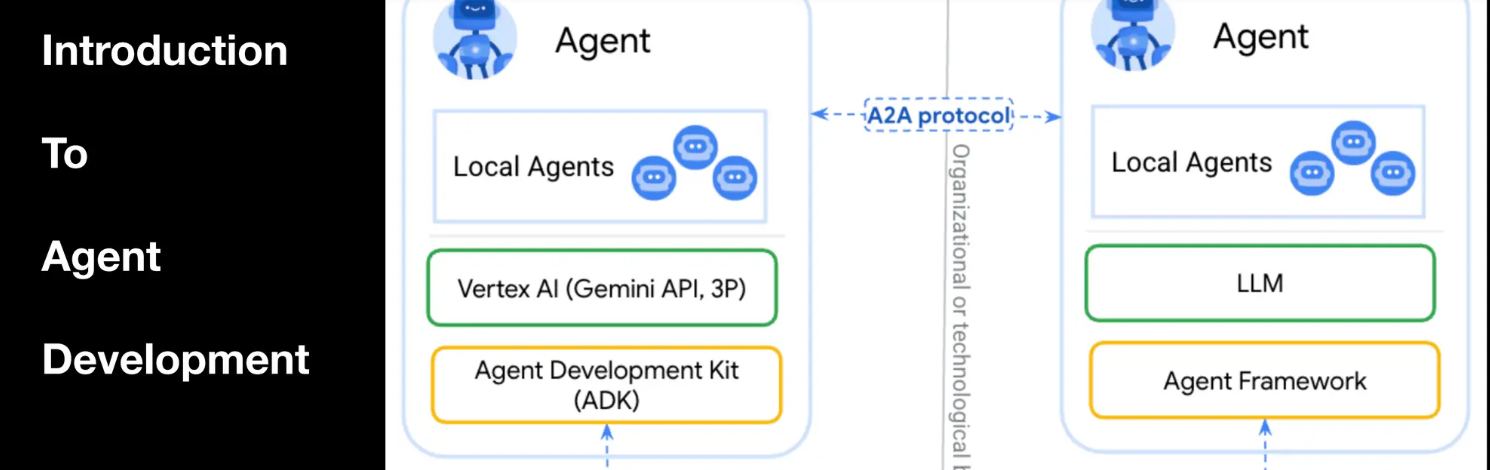 Introduction
To
Agent
Development
Agent
Local Agents
Vertex AI (Gemini API, 3P)
Agent Development Kit
(ADK)
A2A protocol
Organizational or technological
Agent
Local Agents
LLM
Agent Framework